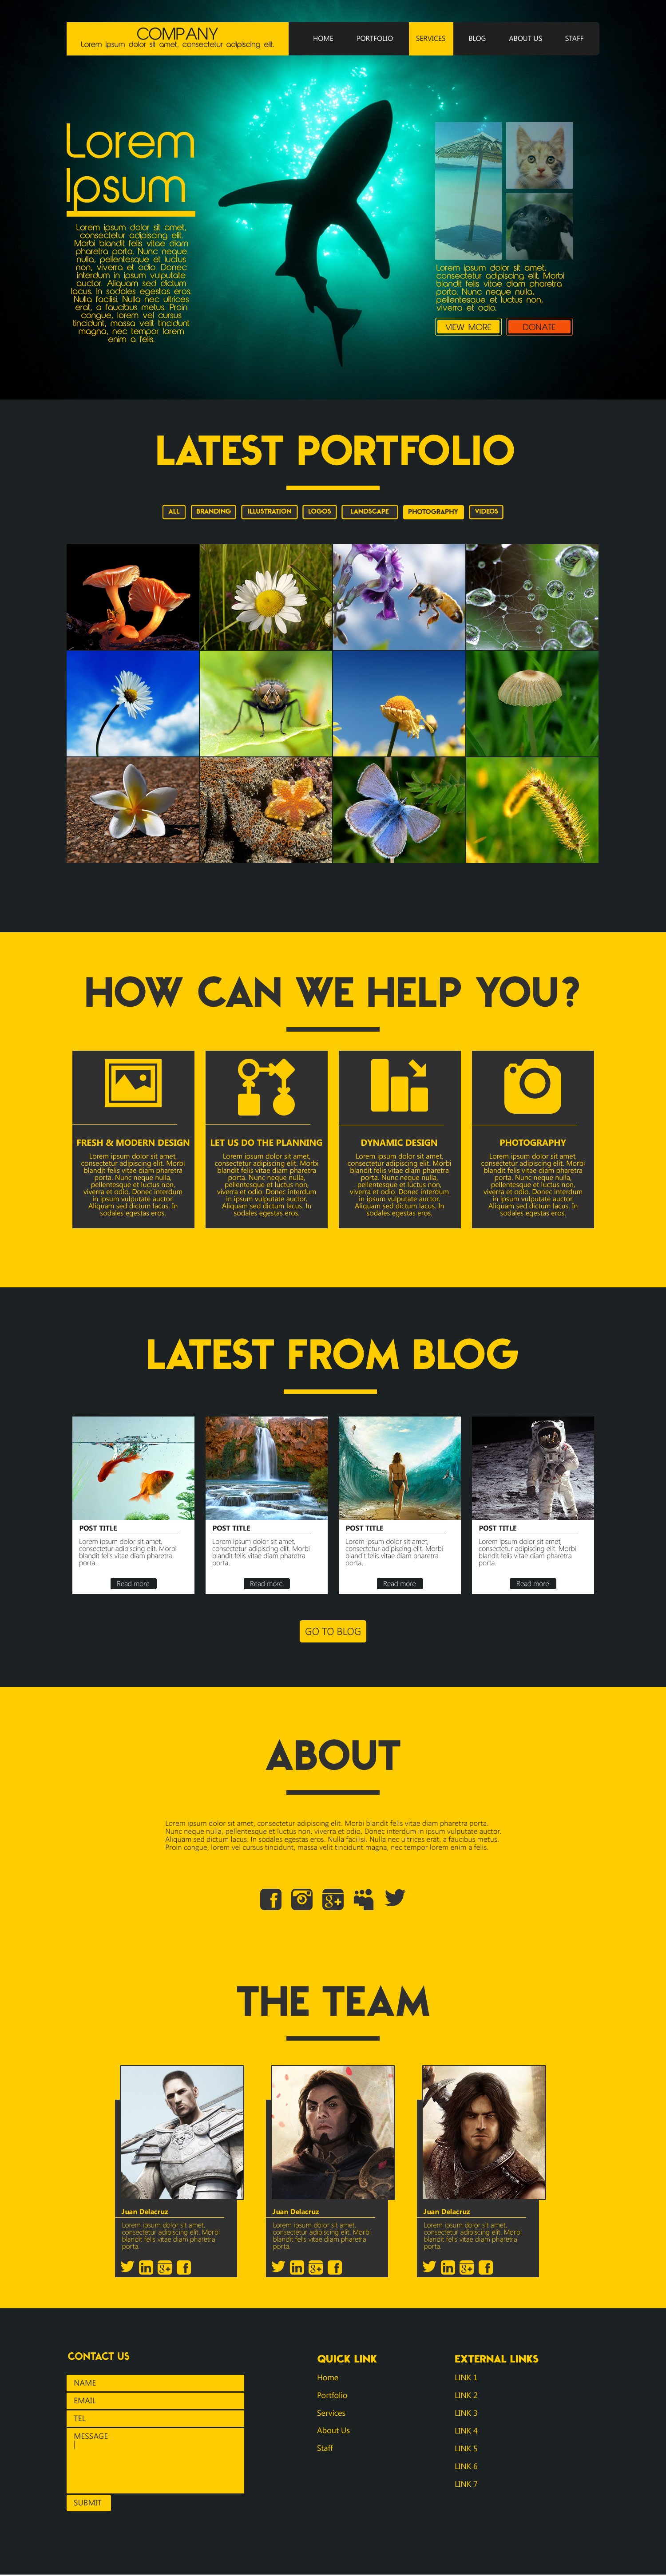 COMPANY
Lorem ipsum dolor sit amet, consectetur adipiscing elit.
HOME PORTFOLIO SERVICES BLOG ABOUT US STAFF
Lorem
Ipsum
Lorem ipsum dolor sit amet,
consectetur adipiscing elit.
Morbi blandit felis vitae diam
pharetra porta. Nunc neque
nulla, pellentesque et luctus
non, viverra et odio. Donec
interdum in ipsum vulputate
auctor. Aliquam sed dictum
lacus. In sodales egestas eros.
Nulla facilisi. Nulla nec ultrices
erat, a faucibus metus. Proin
congue, lorem vel cursus
tincidunt, massa velit tincidunt
magna, nec tempor lorem
enim a felis.
Lorem ipsum dolor sit amet,
consectetur adipiscing elit. Morbi
blandit felis vitae diam pharetra
porta. Nunc neque nulla,
pellentesque et luctus non,
viverra et odio.
VIEW MORE DONATE
LATEST PORTFOLIO
ALL BRANDING ILLUSTRATION LOGOS LANDSCAPE PHOTOGRAPHY VIDEOS
HOW CAN WE HELP YOU?
FRESH & MODERN DESIGN
Lorem ipsum dolor sit amet,
consectetur adipiscing elit. Morbi
blandit felis vitae diam pharetra
porta. Nunc neque nulla,
pellentesque et luctus non,
viverra et odio. Donec interdum
in ipsum vulputate auctor.
Aliquam sed dictum lacus. In
sodales egestas eros.
LET US DO THE PLANNING
Lorem ipsum dolor sit amet,
consectetur adipiscing elit. Morbi
blandit felis vitae diam pharetra
porta. Nunc neque nulla,
pellentesque et luctus non,
viverra et odio. Donec interdum
in ipsum vulputate auctor.
Aliquam sed dictum lacus. In
sodales egestas eros.
DYNAMIC DESIGN
Lorem ipsum dolor sit amet,
consectetur adipiscing elit. Morbi
blandit felis vitae diam pharetra
porta. Nunc neque nulla,
pellentesque et luctus non,
viverra et odio. Donec interdum
in ipsum vulputate auctor.
Aliquam sed dictum lacus. In
sodales egestas eros.
PHOTOGRAPHY
Lorem ipsum dolor sit amet,
consectetur adipiscing elit. Morbi
blandit felis vitae diam pharetra
porta. Nunc neque nulla,
pellentesque et luctus non,
viverra et odio. Donec interdum
in ipsum vulputate auctor.
Aliquam sed dictum lacus. In
sodales egestas eros.
LATEST FROM BLOG
POST TITLE
Lorem ipsum dolor sit amet,
consectetur adipiscing elit. Morbi
blandit felis vitae diam pharetra
porta.
Read more
POST TITLE
Lorem ipsum dolor sit amet,
consectetur adipiscing elit. Morbi
blandit felis vitae diam pharetra
porta.
Read more
POST TITLE
Lorem ipsum dolor sit amet,
consectetur adipiscing elit. Morbi
blandit felis vitae diam pharetra
porta.
Read more
POST TITLE
Lorem ipsum dolor sit amet,
consectetur adipiscing elit. Morbi
blandit felis vitae diam pharetra
porta.
Read more
GO TO BLOG
ABOUT
Lorem ipsum dolor sit amet, consectetur adipiscing elit. Morbi blandit felis vitae diam pharetra porta.
Nunc neque nulla, pellentesque et luctus non, viverra et odio. Donec interdum in ipsum vulputate auctor.
Aliquam sed dictum lacus. In sodales egestas eros. Nulla facilisi. Nulla nec ultrices erat, a faucibus metus.
Proin congue, lorem vel cursus tincidunt, massa velit tincidunt magna, nec tempor lorem enim a felis.
THE TEAM
Juan Delacruz
Lorem ipsum dolor sit amet,
consectetur adipiscing elit. Morbi
blandit felis vitae diam pharetra
porta.
Juan Delacruz
Lorem ipsum dolor sit amet,
consectetur adipiscing elit. Morbi
blandit felis vitae diam pharetra
porta.
Juan Delacruz
Lorem ipsum dolor sit amet,
consectetur adipiscing elit. Morbi
blandit felis vitae diam pharetra
porta.
CONTACT US
NAME
EMAIL
TEL
MESSAGE
SUBMIT
QUICK LINK
Home
Portfolio
Services
About Us
Staff
EXTERNAL LINKS
LINK 1
LINK 2
LINK 3
LINK 4
LINK 5
LINK 6
LINK 7